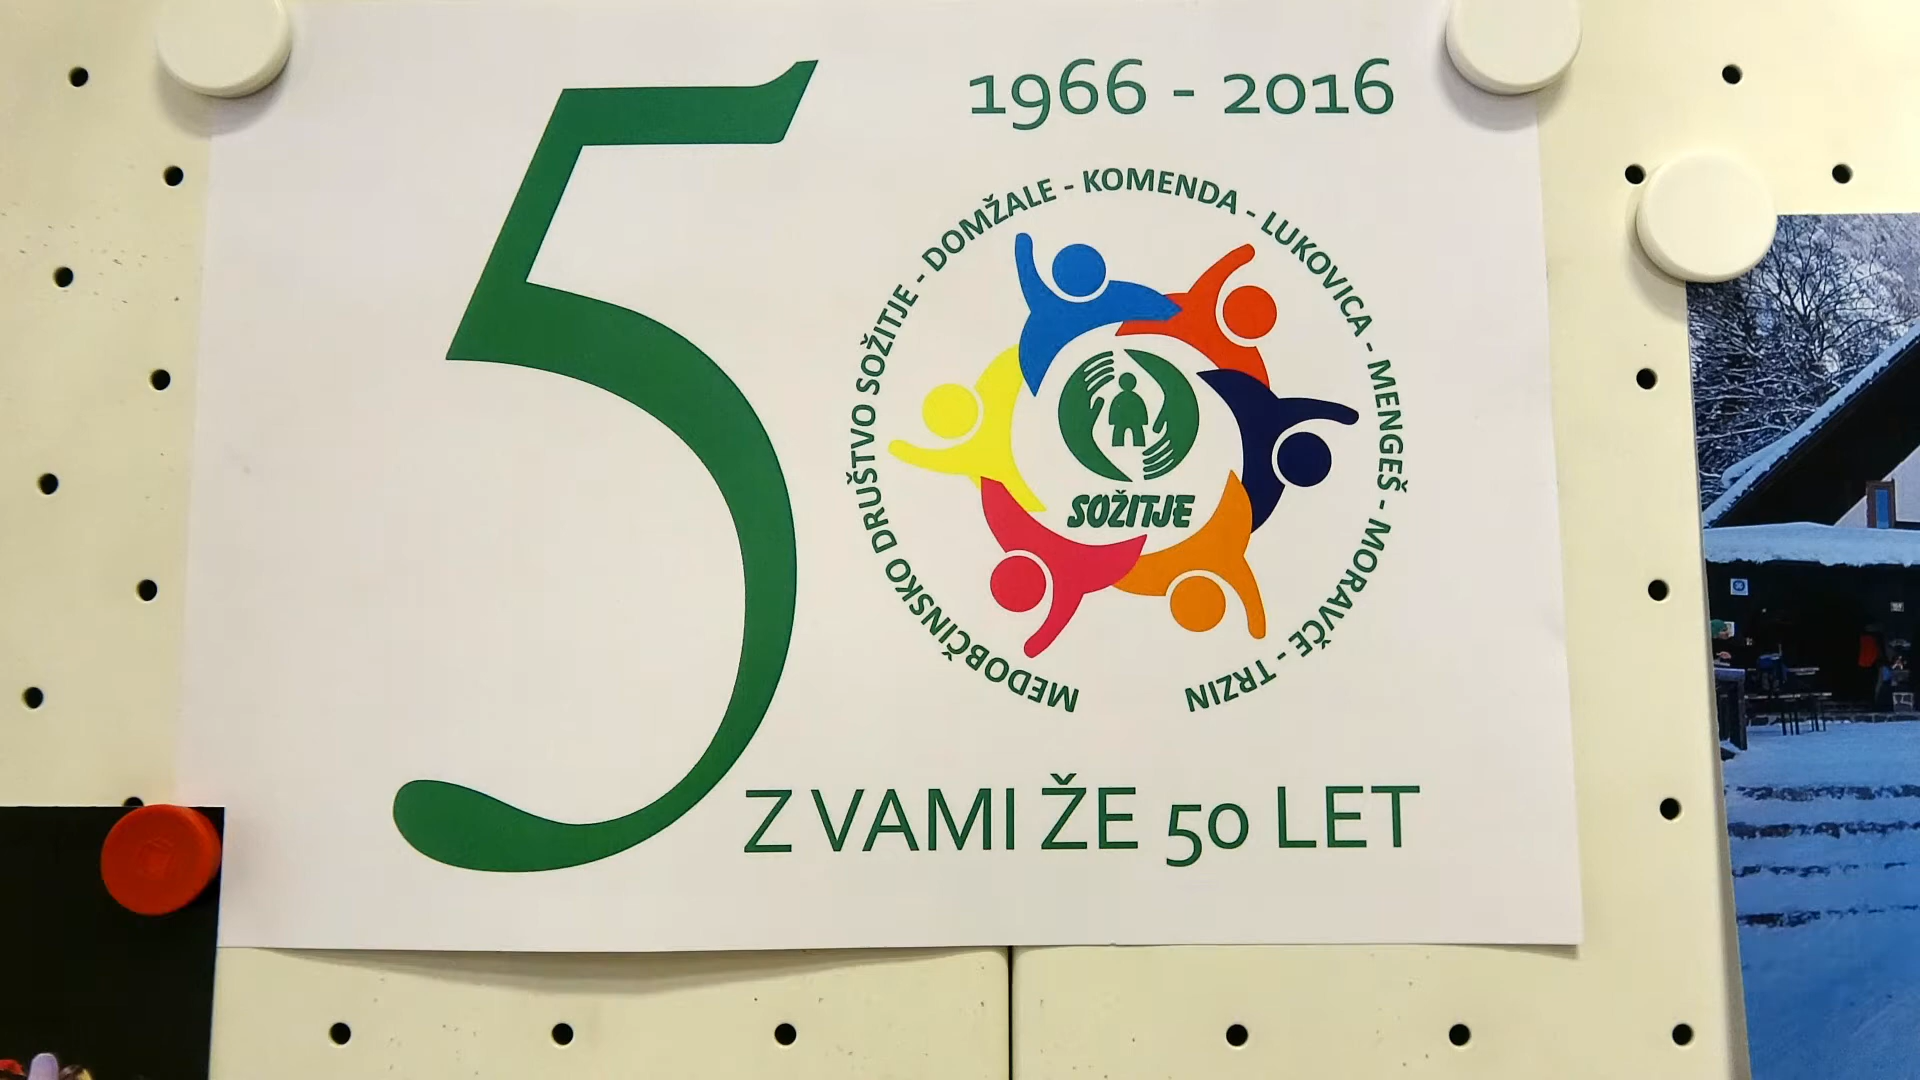 1966 - 2016
5
MEDOBČINSKO DRUŠTVO SOŽITJE - DOMŽALE - KOMENDA - LUKOVICA - MENGEŠ - MORAVČE - TRZIN
SOŽITJE
Z VAMI ŽE 50 LET